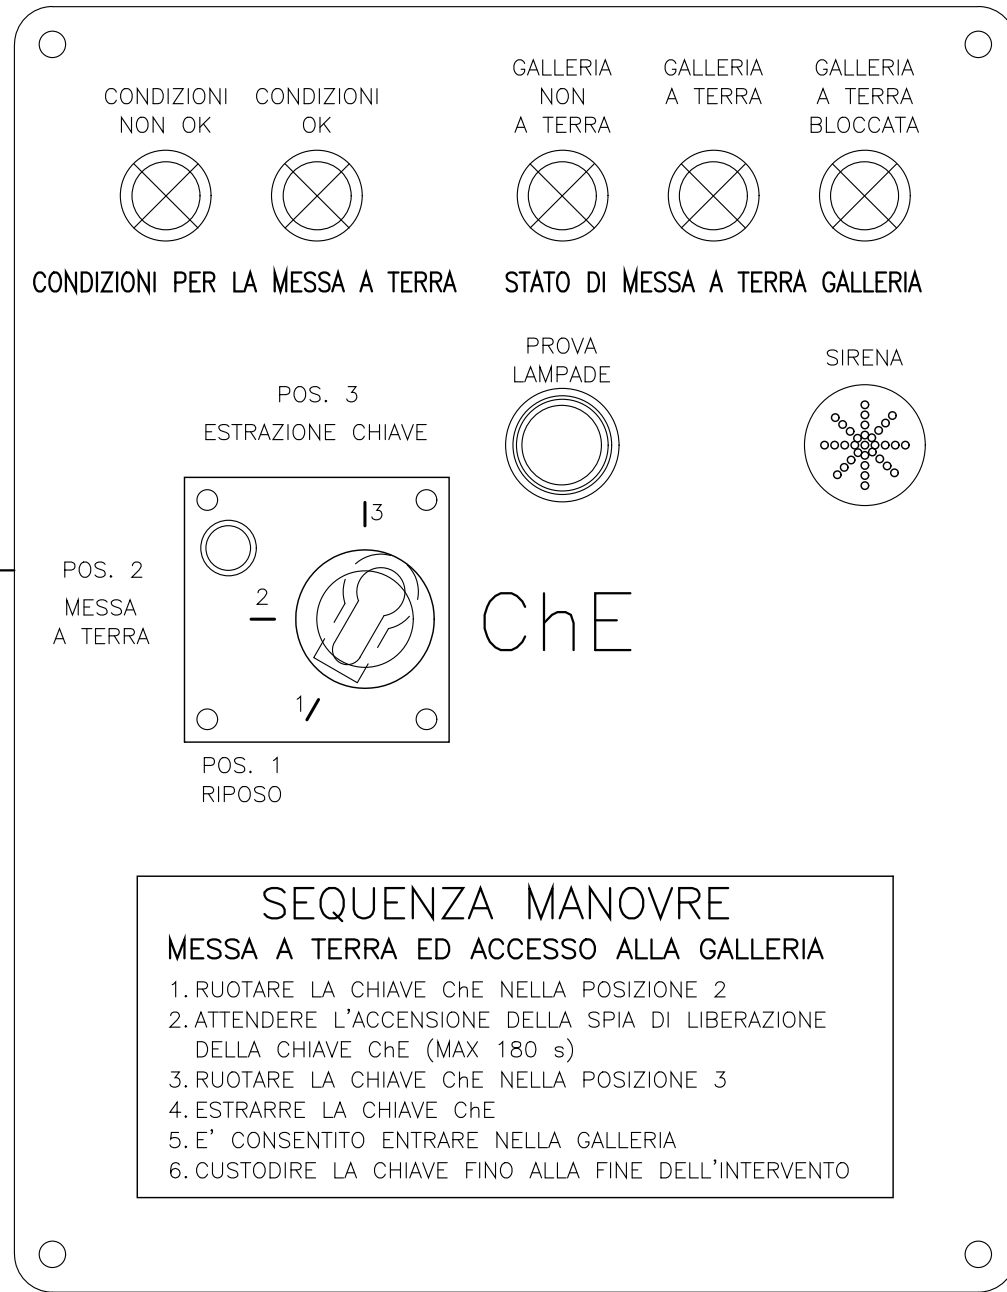 CONDIZIONI
NON OK
CONDIZIONI
OK
GALLERIA
NON
A TERRA
GALLERIA
A TERRA
GALLERIA
A TERRA
BLOCCATA
CONDIZIONI PER LA MESSA A TERRA
STATO DI MESSA A TERRA GALLERIA
PROVA
LAMPADE
SIRENA
POS. 3
ESTRAZIONE CHIAVE
3
POS. 2
MESSA
A TERRA
2
ChE
1
POS. 1
RIPOSO
SEQUENZA MANOVRE
MESSA A TERRA ED ACCESSO ALLA GALLERIA
1. RUOTARE LA CHIAVE ChE NELLA POSIZIONE 2
2. ATTENDERE L'ACCENSIONE DELLA SPIA DI LIBERAZIONE
DELLA CHIAVE ChE (MAX 180 s)
3. RUOTARE LA CHIAVE ChE NELLA POSIZIONE 3
4. ESTRARRE LA CHIAVE ChE
5. E' CONSENTITO ENTRARE NELLA GALLERIA
6. CUSTODIRE LA CHIAVE FINO ALLA FINE DELL'INTERVENTO